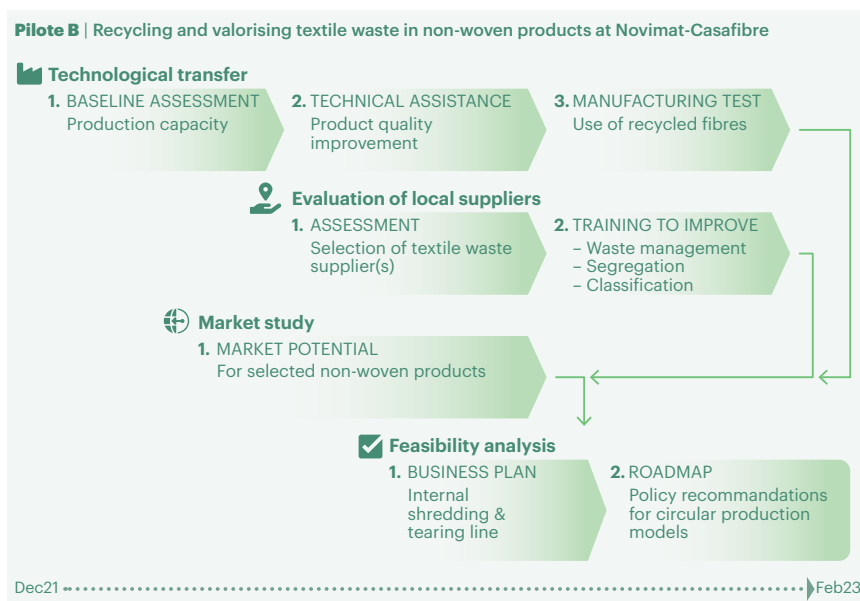 Pilote B | Recycling and valorising textile waste in non-woven products at Novimat-Casafibre
Technological transfer
1. BASELINE ASSESSMENT
Production capacity
2. TECHNICAL ASSISTANCE
Product quality
improvement
3. MANUFACTURING TEST
Use of recycled fibres
Evaluation of local suppliers
1. ASSESSMENT
Selection of textile waste
supplier(s)
2. TRAINING TO IMPROVE
– Waste management
– Segregation
– Classification
Market study
1. MARKET POTENTIAL
For selected non-woven products
Feasibility analysis
1. BUSINESS PLAN
Internal
shredding &
tearing line
2. ROADMAP
Policy recommandations
for circular production
models
Dec21
Feb23